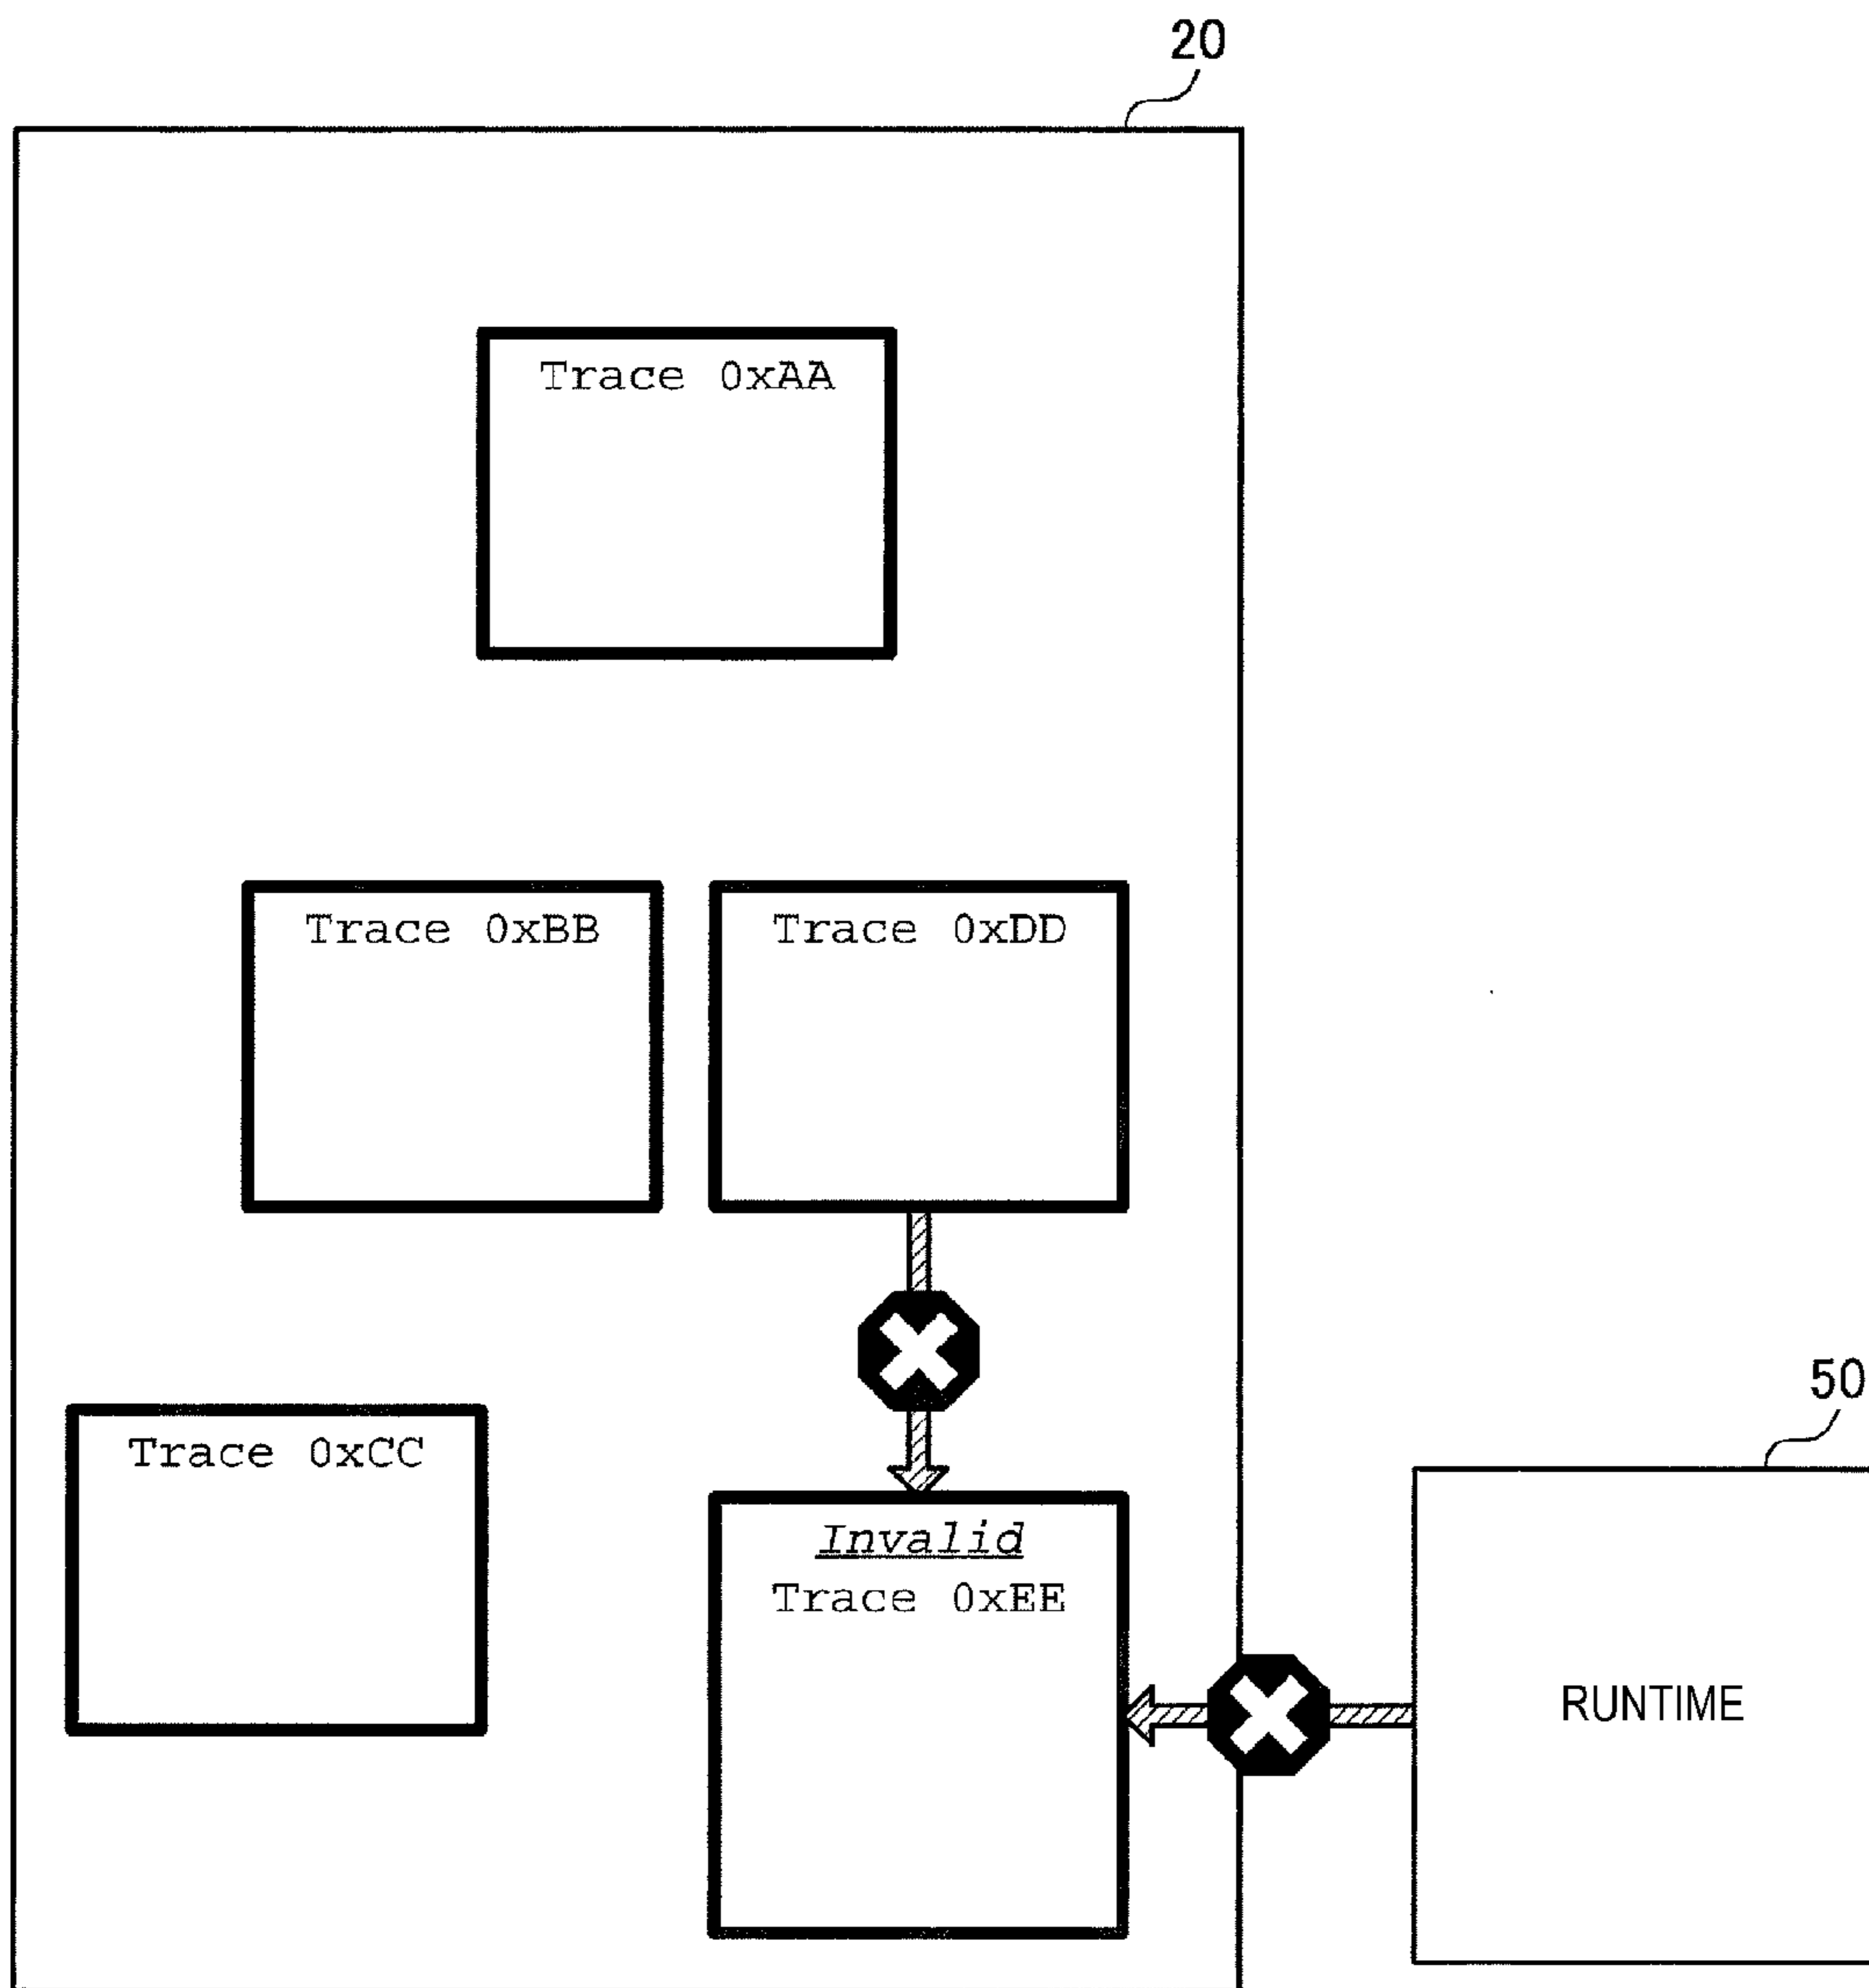 20
Trace 0xAA
Trace 0xBB
Trace 0xDD
Trace 0xCC
Invalid
Trace 0xEE
50
RUNTIME